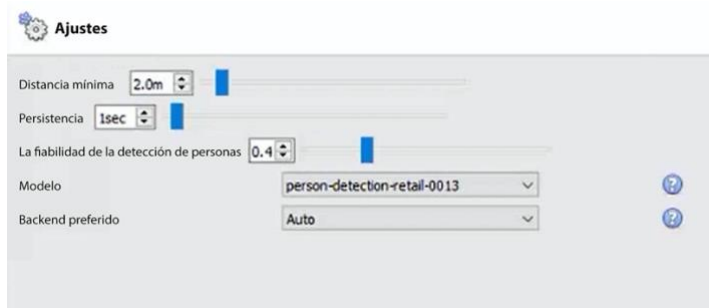 Ajustes
Distancia mínima 2.0m
Persistencia 1sec
La fiabilidad de la detección de personas 0.4
Modelo person-detection-retail-0013
Backend preferido Auto